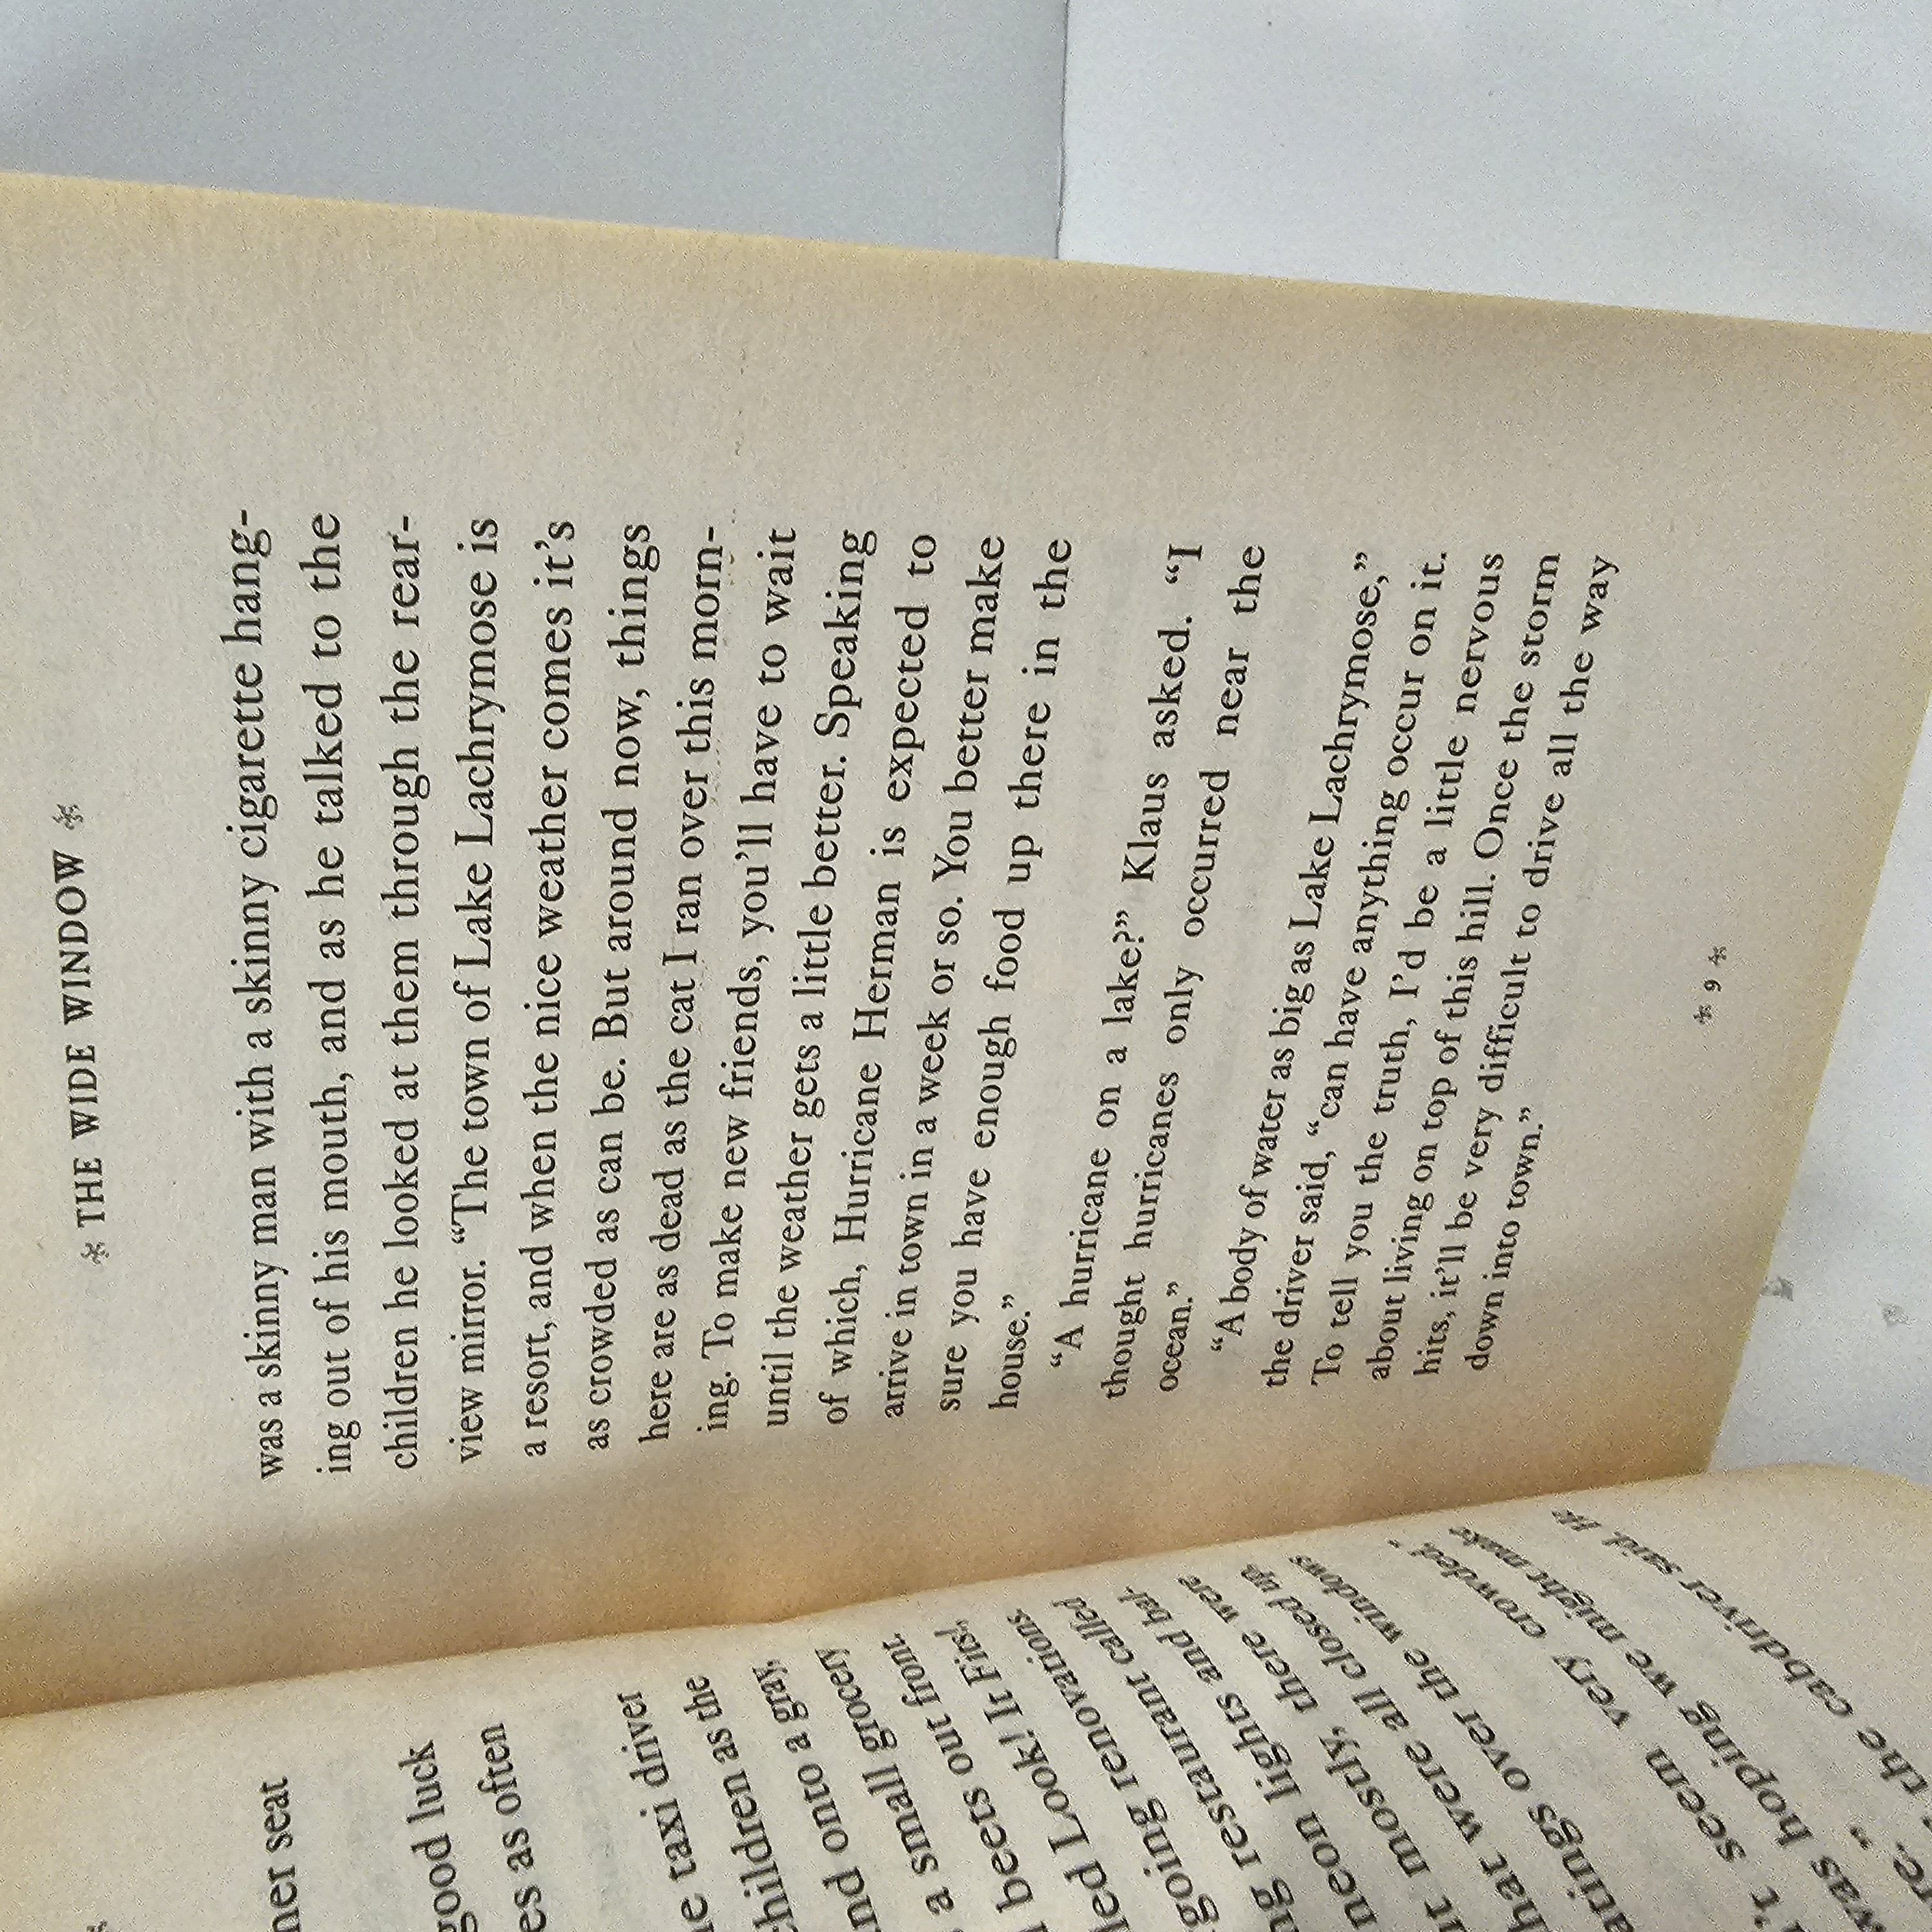 her seat
good luck
es as often
taxi driver
children as the
onto a gray,
a small grocery
beets out front.
Look! It Fits!,
going renovations.
restaurant called
neon lights and bal-
it mostly, there were
hat were all closed up,
atings over the windows
't seem very crowded,"
was hoping we might make
re."
the cabdriver said. He
THE WIDE WINDOW
was a skinny man with a skinny cigarette hang-
ing out of his mouth, and as he talked to the
children he looked at them through the rear-
view mirror. “The town of Lake Lachrymose is
a resort, and when the nice weather comes it’s
as crowded as can be. But around now, things
here are as dead as the cat I ran over this morn-
ing. To make new friends, you’ll have to wait
until the weather gets a little better. Speaking
of which, Hurricane Herman is expected to
arrive in town in a week or so. You better make
sure you have enough food up there in the
house.”
“A hurricane on a lake?” Klaus asked. “I
thought hurricanes only occurred near the
ocean.”
“A body of water as big as Lake Lachrymose,”
the driver said, “can have anything occur on it.
To tell you the truth, I’d be a little nervous
about living on top of this hill. Once the storm
hits, it’ll be very difficult to drive all the way
down into town.”
9